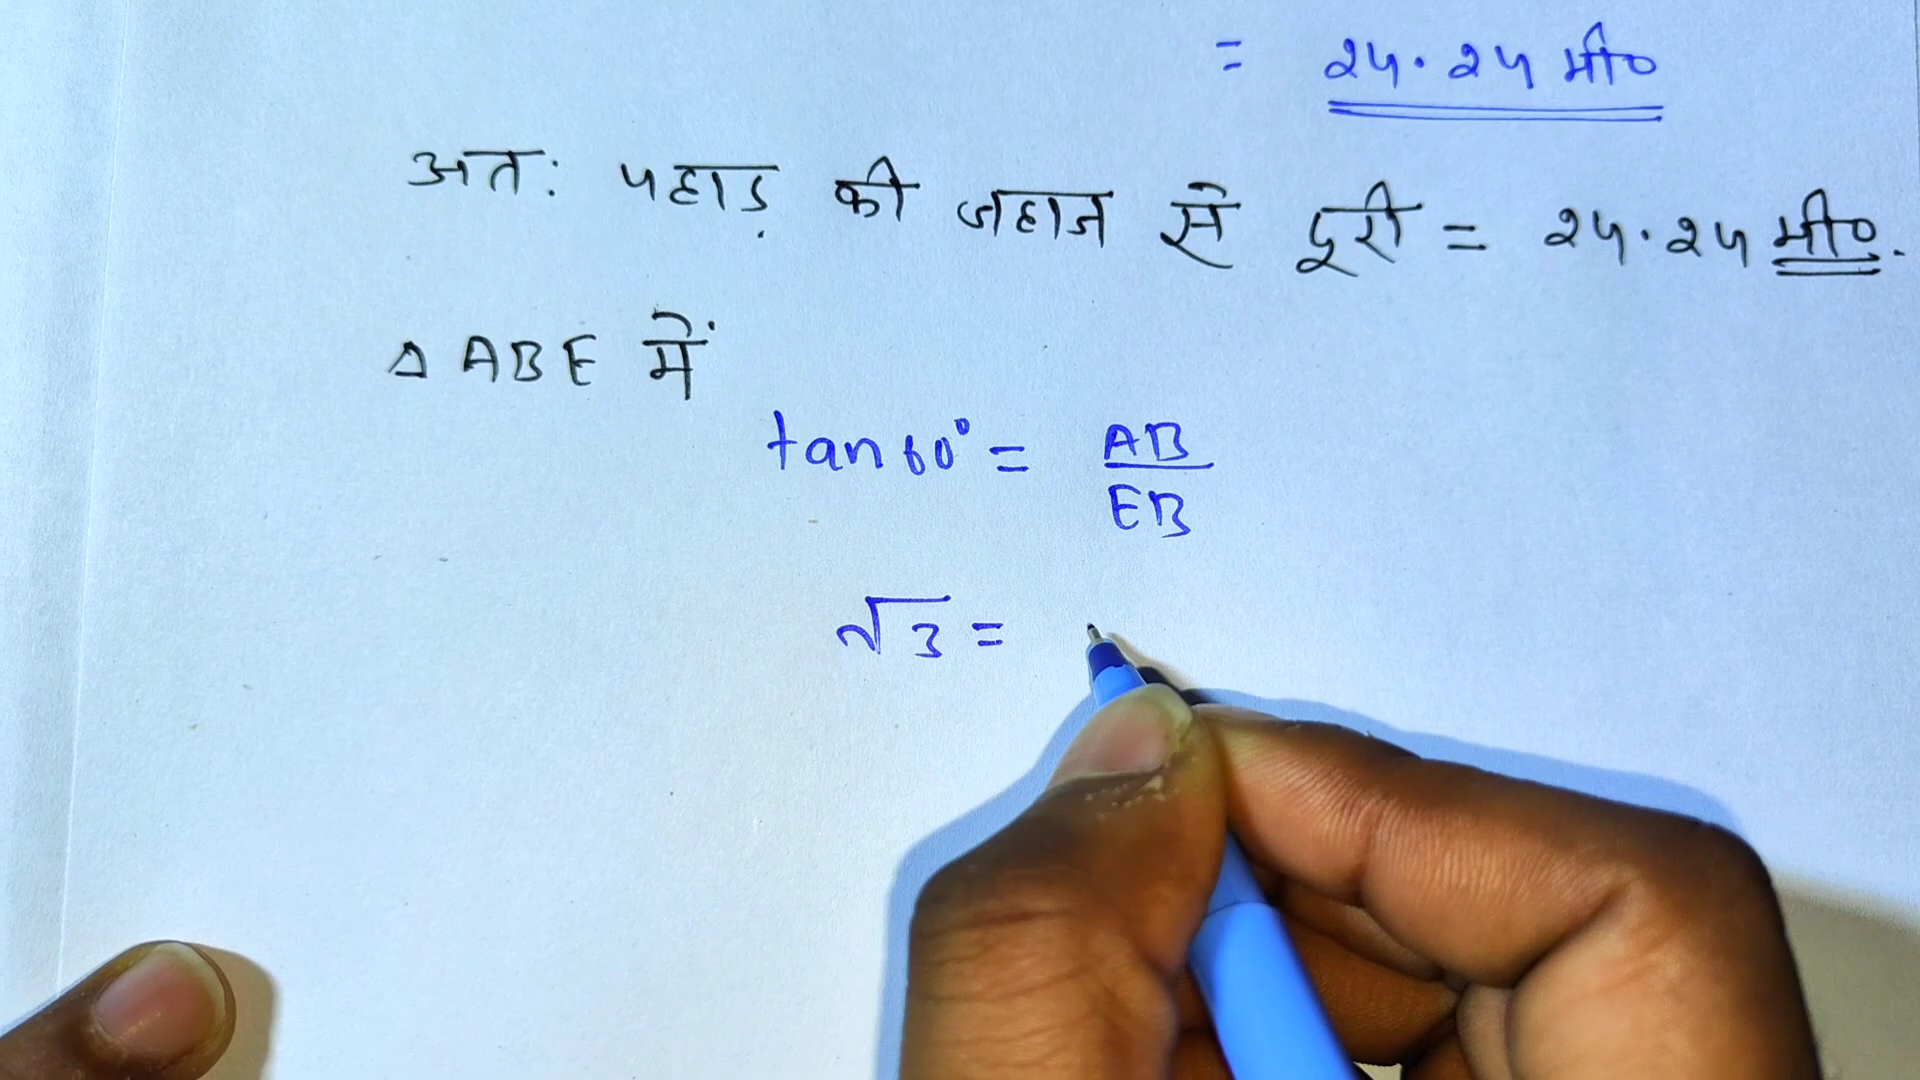 = २५.२५ मी०
अतः पहाड़ की जहाज से दूरी = २५.२५ मी०.
△ ABE में
tan 60° = AB
EB
√3 =